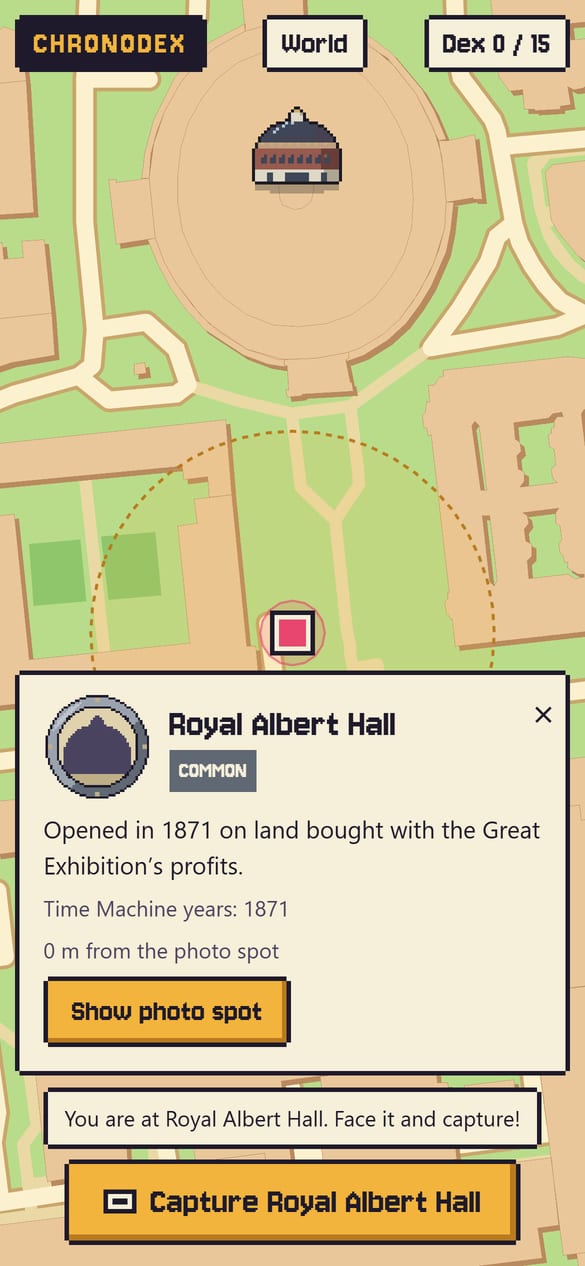 CHRONODEX
World
Dex 0 / 15
Royal Albert Hall
COMMON
Opened in 1871 on land bought with the Great
Exhibition’s profits.
Time Machine years: 1871
0 m from the photo spot
Show photo spot
You are at Royal Albert Hall. Face it and capture!
Capture Royal Albert Hall